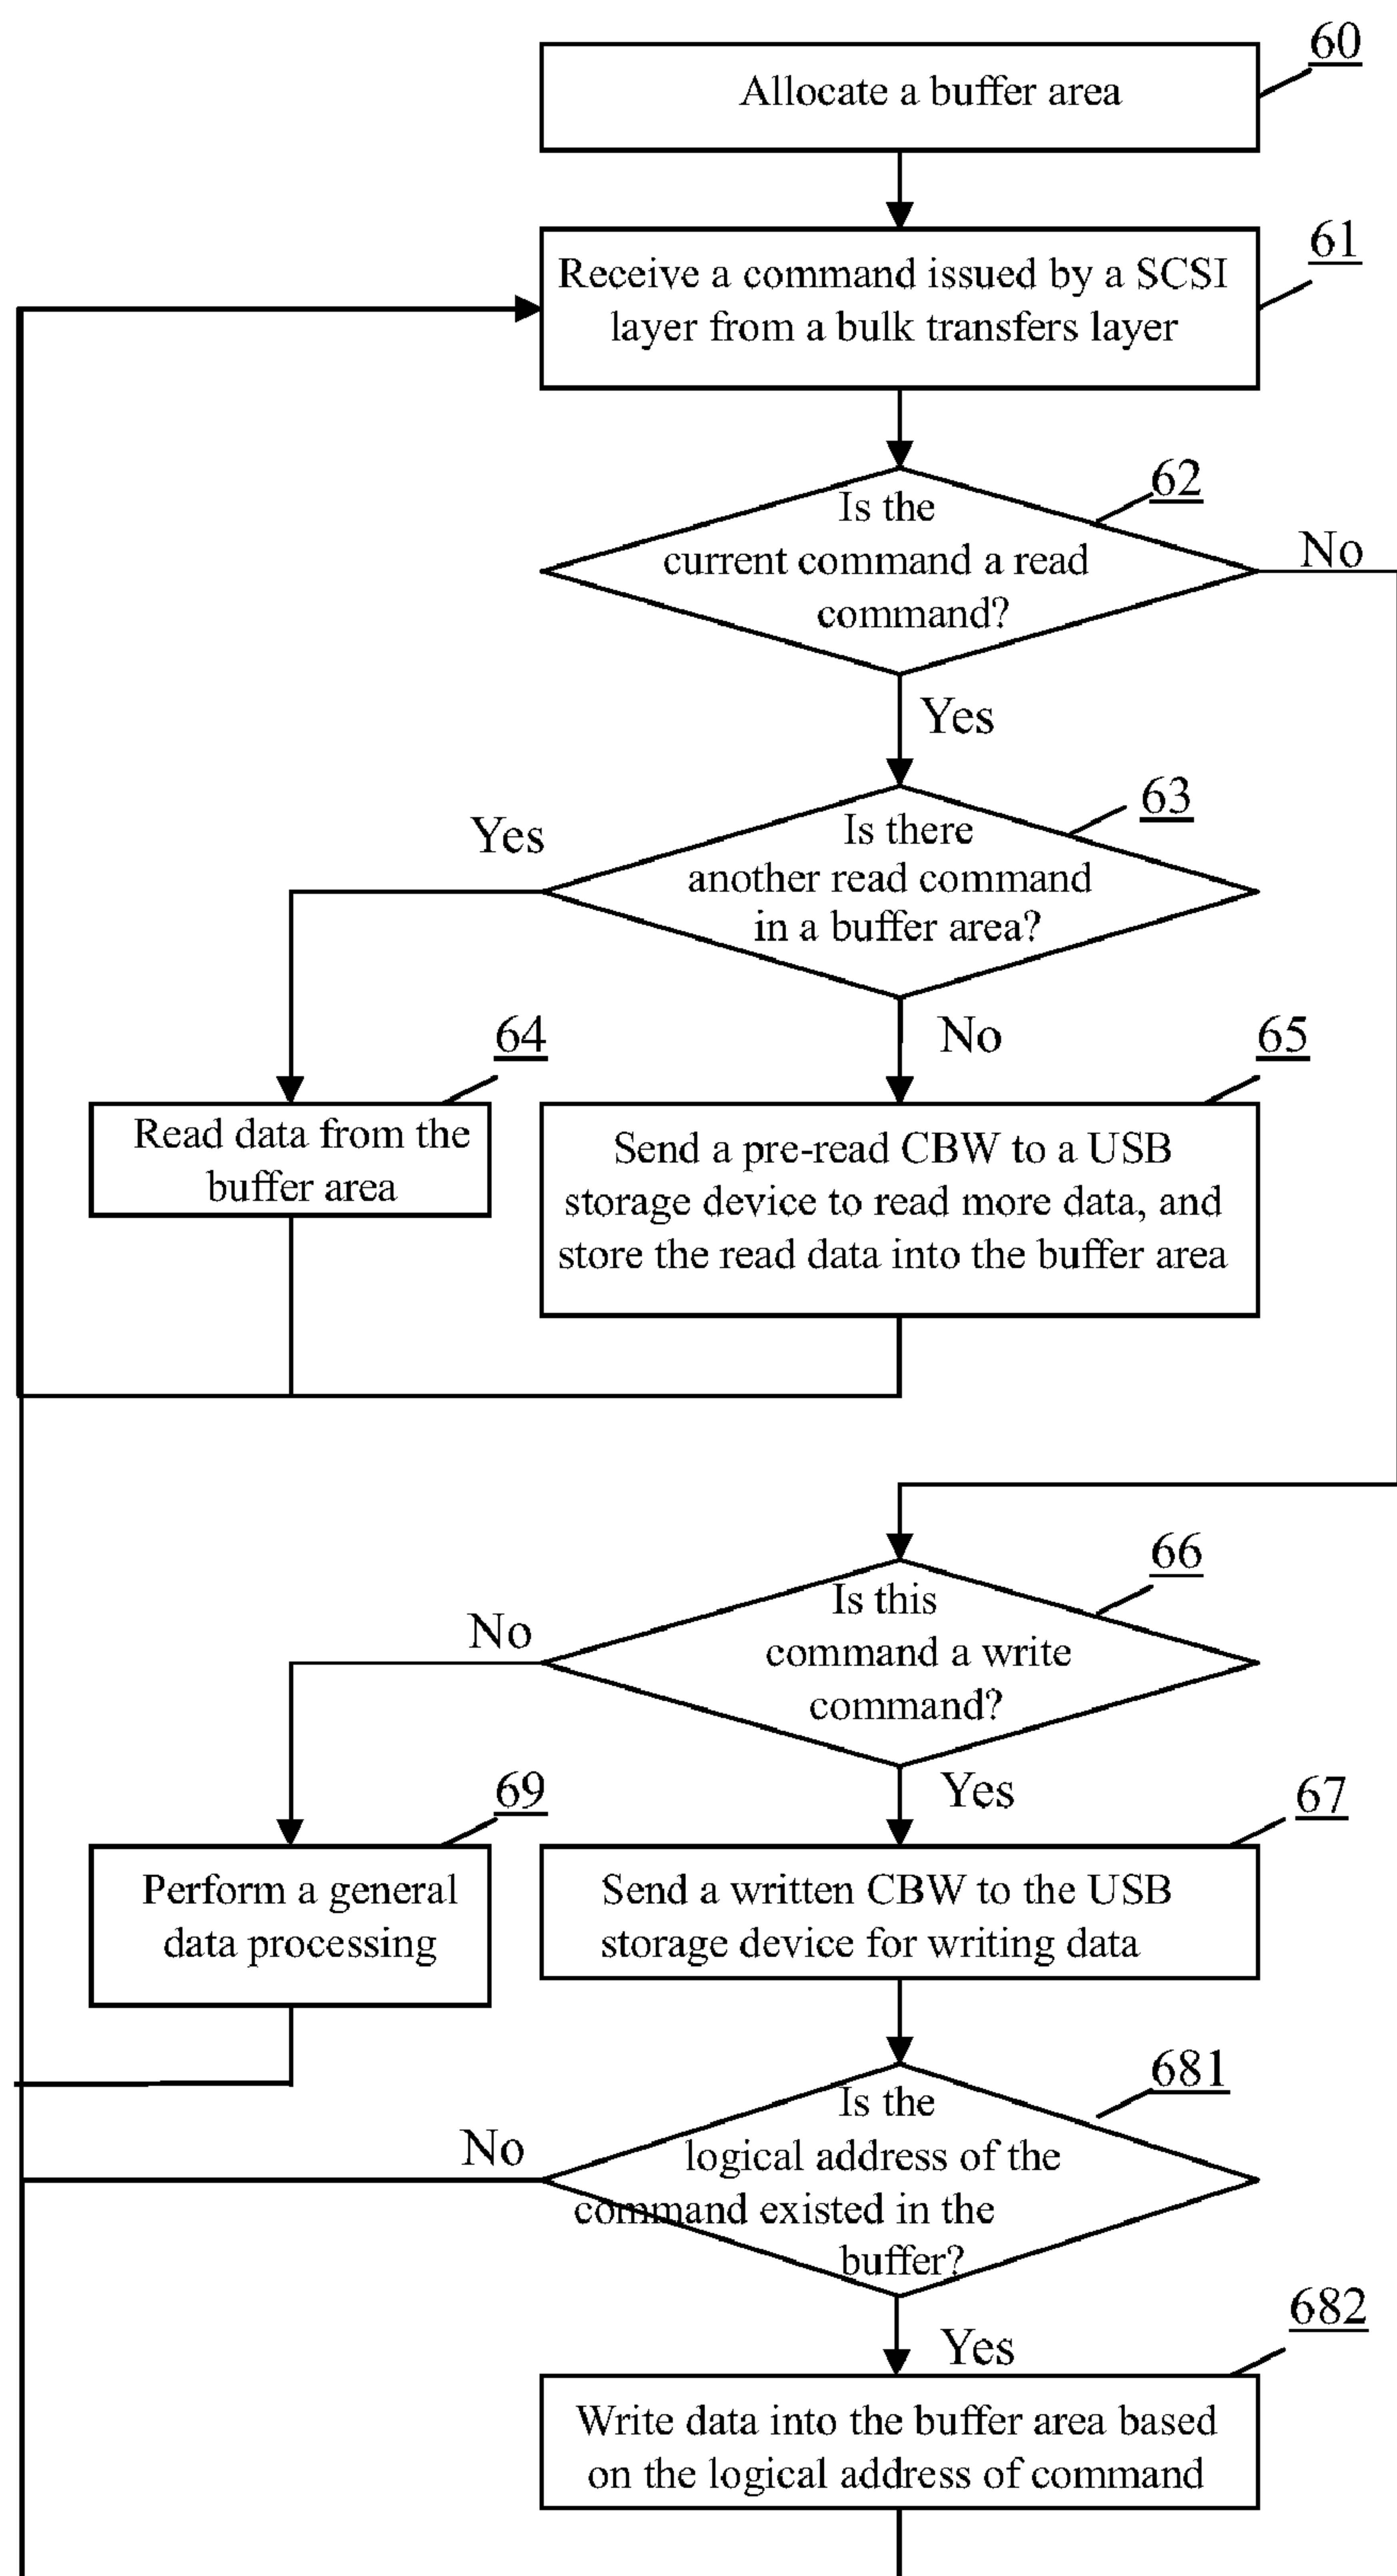 60
Allocate a buffer area
61
Receive a command issued by a SCSI
layer from a bulk transfers layer
62
Is the
current command a read
command?
No
Yes
63
Is there
another read command
in a buffer area?
Yes
No
64
Read data from the
buffer area
65
Send a pre-read CBW to a USB
storage device to read more data, and
store the read data into the buffer area
66
Is this
command a write
command?
No
Yes
69
Perform a general
data processing
67
Send a written CBW to the USB
storage device for writing data
681
Is the
logical address of the
command existed in the
buffer?
No
Yes
682
Write data into the buffer area based
on the logical address of command